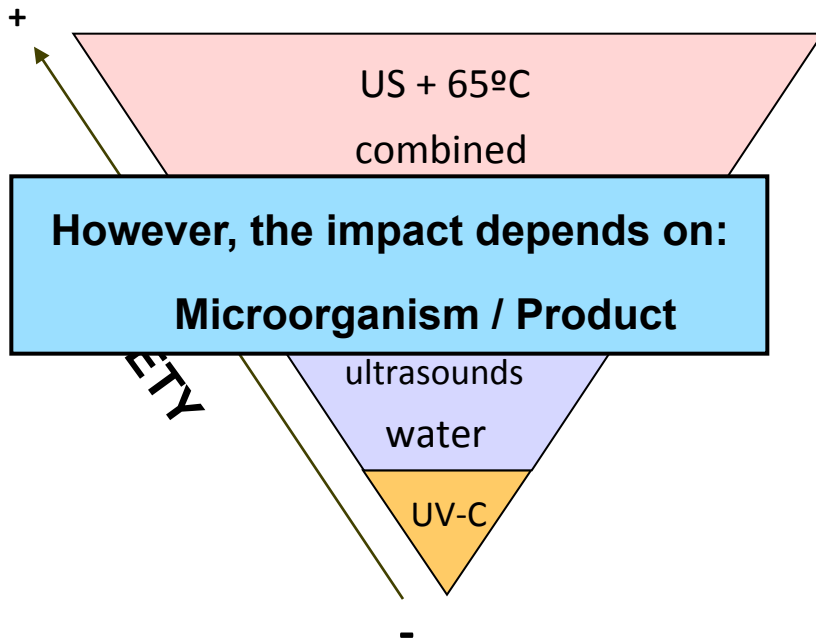 +
US + 65ºC
combined
However, the impact depends on:
Microorganism / Product
ultrasounds
water
UV-C
-